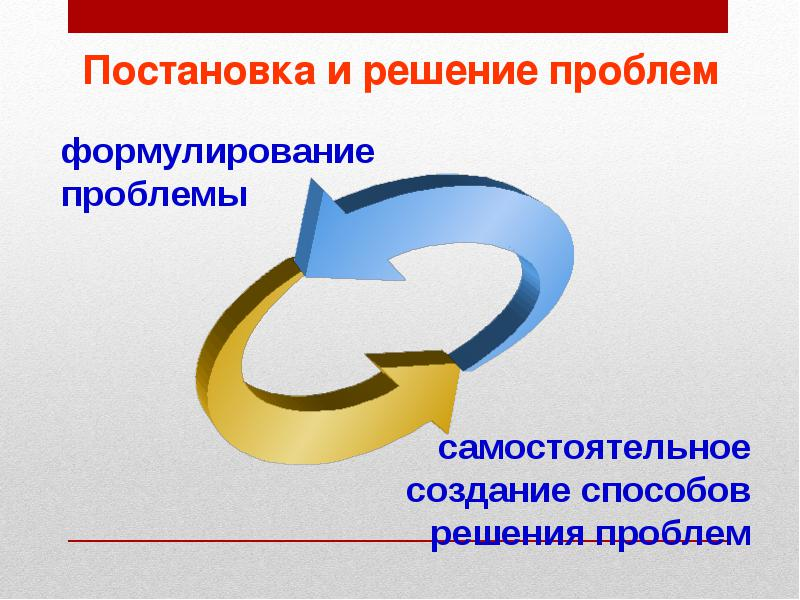 Постановка и решение проблем
формулирование
проблемы
самостоятельное
создание способов
решения проблем